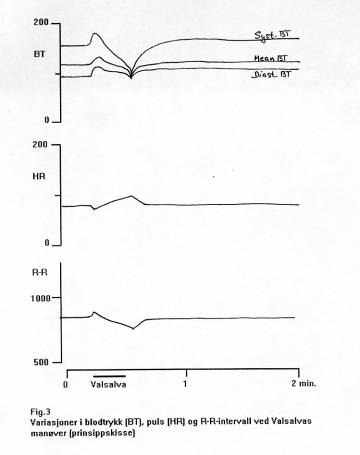 200
BT
Syst. BT
Mean BT
Diast. BT
0
200
HR
0
R-R
1000
500
0
Valsalva
1
2 min.
Fig.3
Variasjoner i blodtrykk (BT), puls (HR) og R-R-intervall ved Valsalvas
manøver (prinsippskisse)